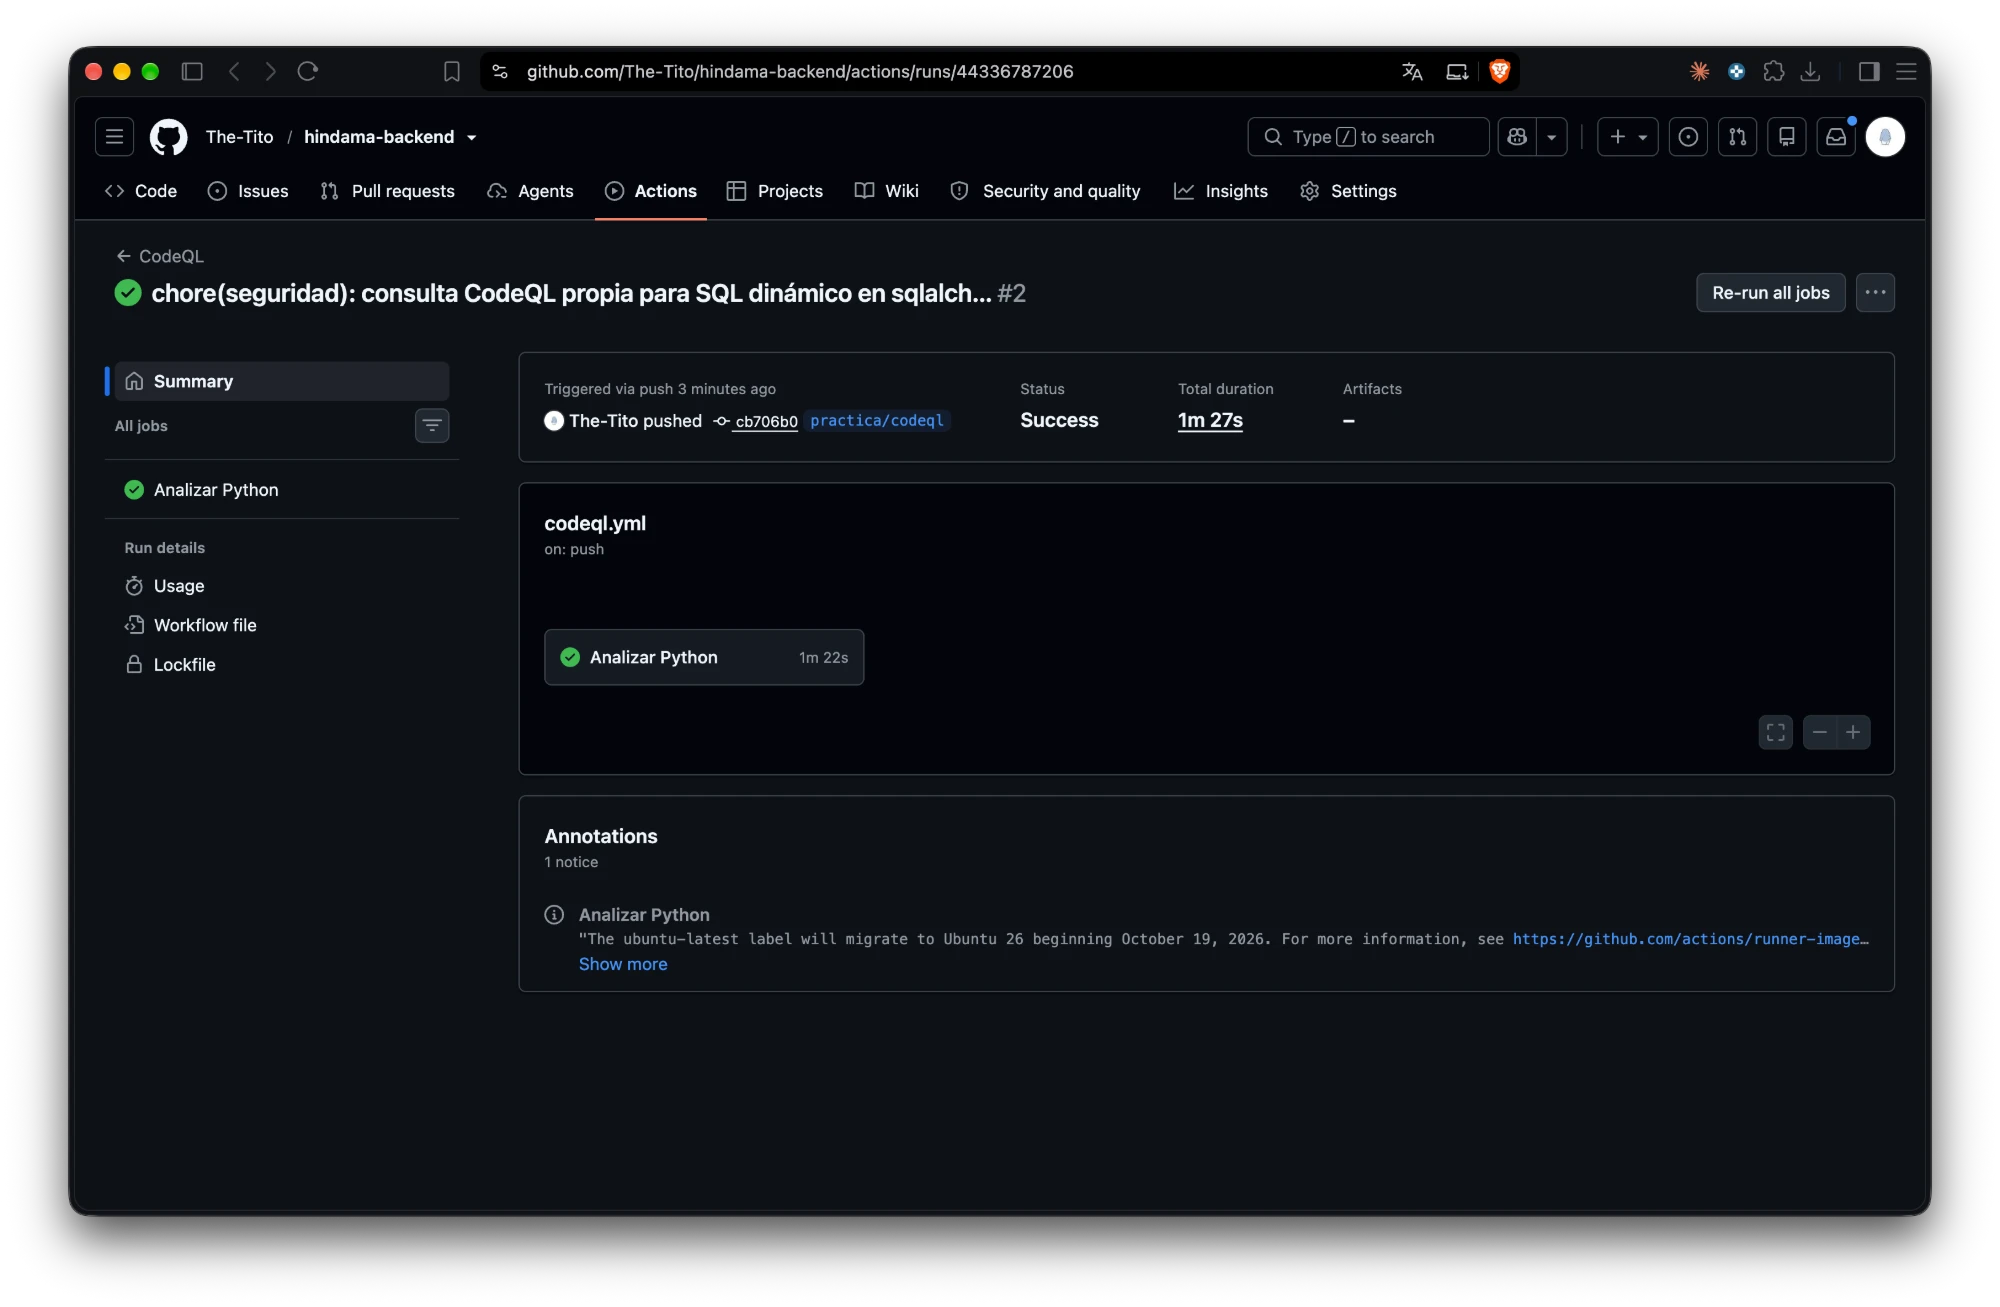 github.com/The-Tito/hindama-backend/actions/runs/44336787206
The-Tito / hindama-backend
Type / to search
Code Issues Pull requests Agents Actions Projects Wiki Security and quality Insights Settings
CodeQL
chore(seguridad): consulta CodeQL propia para SQL dinámico en sqlalch... #2
Re-run all jobs
Summary
All jobs
Analizar Python
Run details
Usage
Workflow file
Lockfile
Triggered via push 3 minutes ago
The-Tito pushed cb706b0 practica/codeql
Status
Success
Total duration
1m 27s
Artifacts
–
codeql.yml
on: push
Analizar Python 1m 22s
Annotations
1 notice
Analizar Python
"The ubuntu-latest label will migrate to Ubuntu 26 beginning October 19, 2026. For more information, see https://github.com/actions/runner-image…
Show more